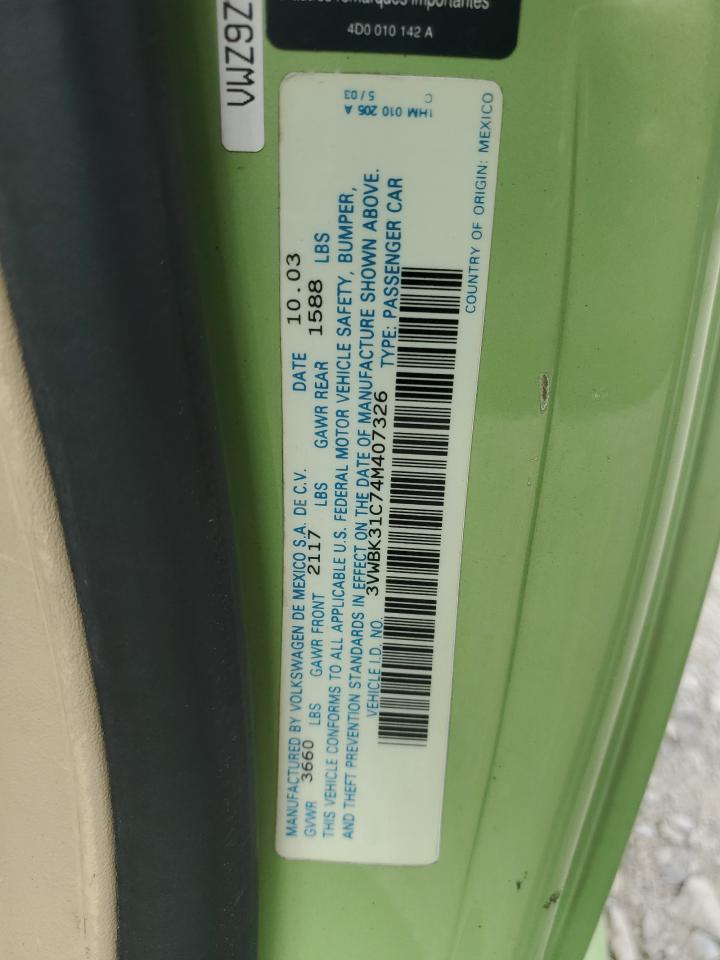 remarques importantes
4D0 010 142 A
VWZ9Z
1HM 010 205 A
5/03 C
MANUFACTURED BY VOLKSWAGEN DE MEXICO S.A. DE C.V. DATE 10.03
GVWR 3660 LBS GAWR FRONT 2117 LBS GAWR REAR 1588 LBS
THIS VEHICLE CONFORMS TO ALL APPLICABLE U.S. FEDERAL MOTOR VEHICLE SAFETY, BUMPER,
AND THEFT PREVENTION STANDARDS IN EFFECT ON THE DATE OF MANUFACTURE SHOWN ABOVE.
VEHICLE I.D. NO. 3VWBK31C74M407326 TYPE: PASSENGER CAR
COUNTRY OF ORIGIN: MEXICO